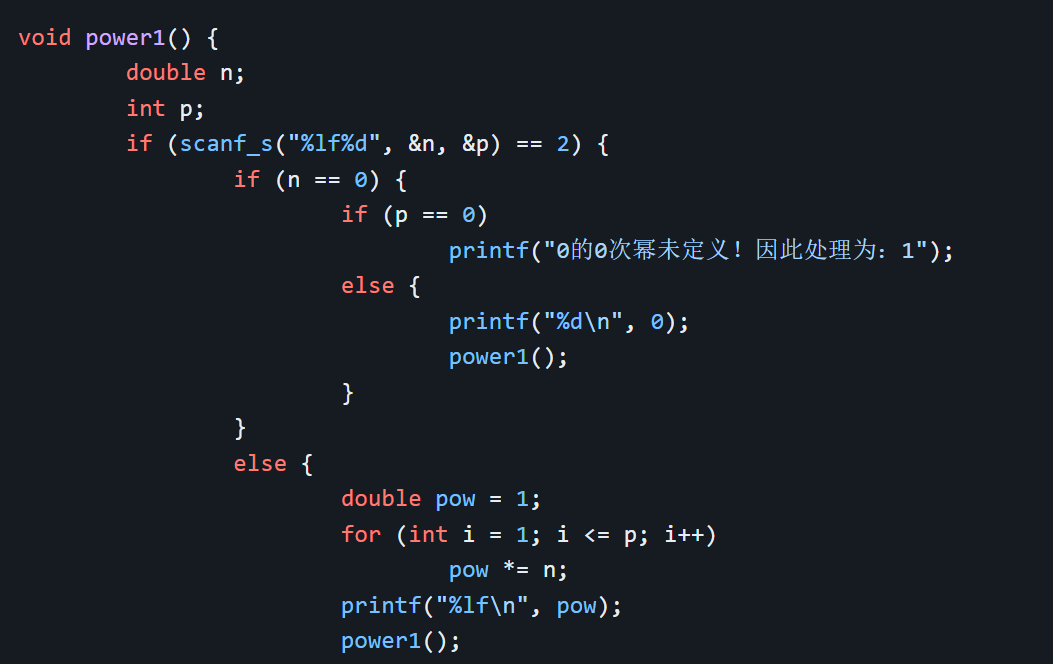 void power1() {
        double n;
        int p;
        if (scanf_s("%lf%d", &n, &p) == 2) {
                if (n == 0) {
                        if (p == 0)
                                printf("0的0次幂未定义！因此处理为：1");
                        else {
                                printf("%d\n", 0);
                                power1();
                        }
                }
                else {
                        double pow = 1;
                        for (int i = 1; i <= p; i++)
                                pow *= n;
                        printf("%lf\n", pow);
                        power1();